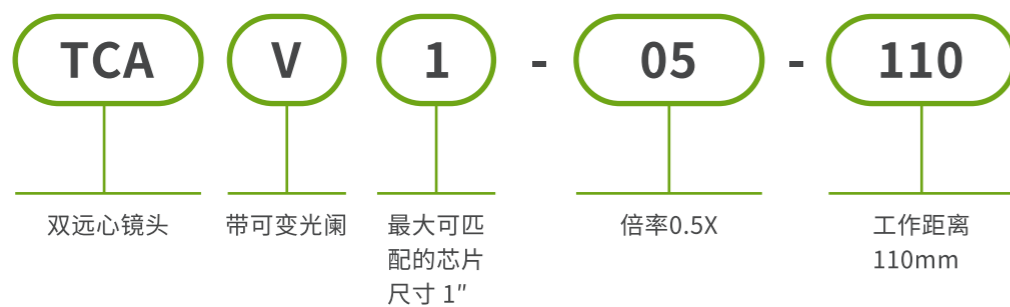 TCA V 1 - 05 - 110
双远心镜头 带可变光阑 最大可匹 倍率0.5X 工作距离
配的芯片 110mm
尺寸 1″